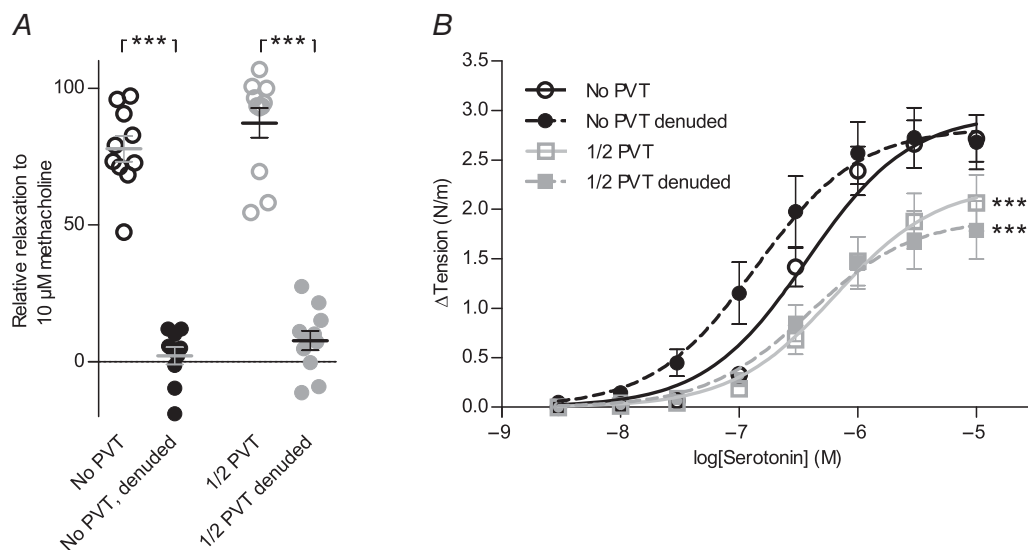 A
***
***
100
50
0
Relative relaxation to
10 µM methacholine
No PVT
No PVT, denuded
1/2 PVT
1/2 PVT denuded
B
3.5
3.0
2.5
2.0
1.5
1.0
0.5
0.0
ΔTension (N/m)
No PVT
No PVT denuded
1/2 PVT
1/2 PVT denuded
***
***
–9
–8
–7
–6
–5
log[Serotonin] (M)